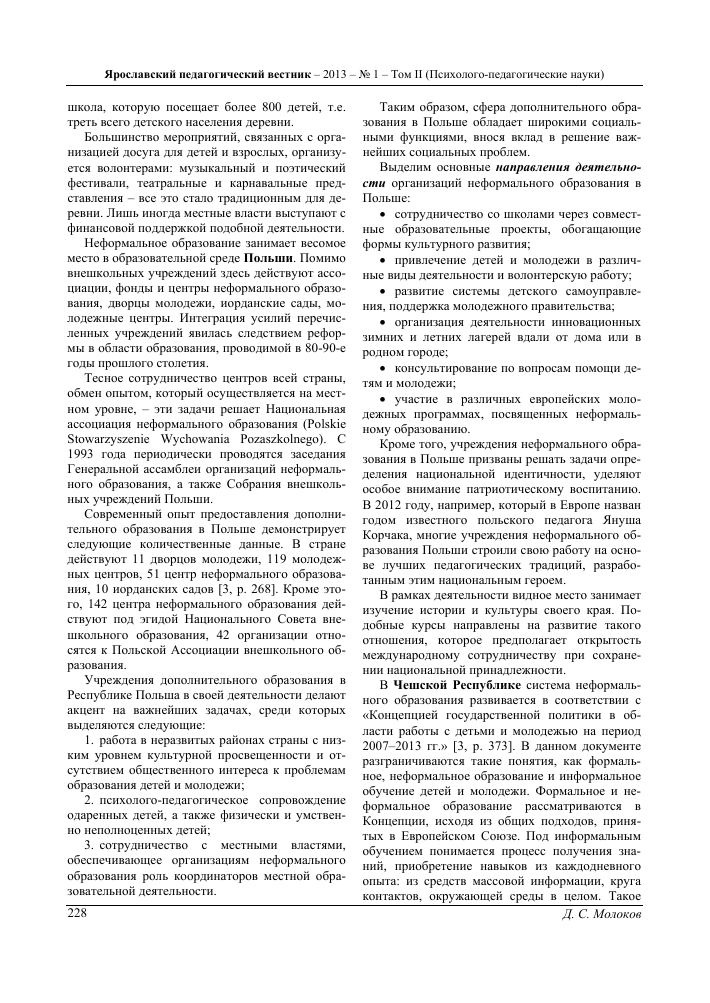 Ярославский педагогический вестник – 2013 – № 1 – Том II (Психолого-педагогические науки)
школа, которую посещает более 800 детей, т.е.
треть всего детского населения деревни.
Большинство мероприятий, связанных с орга-
низацией досуга для детей и взрослых, организу-
ется волонтерами: музыкальный и поэтический
фестивали, театральные и карнавальные пред-
ставления – все это стало традиционным для де-
ревни. Лишь иногда местные власти выступают с
финансовой поддержкой подобной деятельности.
Неформальное образование занимает весомое
место в образовательной среде Польши. Помимо
внешкольных учреждений здесь действуют ассо-
циации, фонды и центры неформального образо-
вания, дворцы молодежи, иорданские сады, мо-
лодежные центры. Интеграция усилий перечис-
ленных учреждений явилась следствием рефор-
мы в области образования, проводимой в 80-90-е
годы прошлого столетия.
Тесное сотрудничество центров всей страны,
обмен опытом, который осуществляется на мест-
ном уровне, – эти задачи решает Национальная
ассоциация неформального образования (Polskie
Stowarzyszenie Wychowania Pozaszkolnego). С
1993 года периодически проводятся заседания
Генеральной ассамблеи организаций неформаль-
ного образования, а также Собрания внешколь-
ных учреждений Польши.
Современный опыт предоставления дополни-
тельного образования в Польше демонстрирует
следующие количественные данные. В стране
действуют 11 дворцов молодежи, 119 молодеж-
ных центров, 51 центр неформального образова-
ния, 10 иорданских садов [3, p. 268]. Кроме это-
го, 142 центра неформального образования дей-
ствуют под эгидой Национального Совета вне-
школьного образования, 42 организации отно-
сятся к Польской Ассоциации внешкольного об-
разования.
Учреждения дополнительного образования в
Республике Польша в своей деятельности делают
акцент на важнейших задачах, среди которых
выделяются следующие:
1. работа в неразвитых районах страны с низ-
ким уровнем культурной просвещенности и от-
сутствием общественного интереса к проблемам
образования детей и молодежи;
2. психолого-педагогическое сопровождение
одаренных детей, а также физически и умствен-
но неполноценных детей;
3. сотрудничество с местными властями,
обеспечивающее организациям неформального
образования роль координаторов местной обра-
зовательной деятельности.
Таким образом, сфера дополнительного обра-
зования в Польше обладает широкими социаль-
ными функциями, внося вклад в решение важ-
нейших социальных проблем.
Выделим основные направления деятельно-
сти организаций неформального образования в
Польше:
• сотрудничество со школами через совмест-
ные образовательные проекты, обогащающие
формы культурного развития;
• привлечение детей и молодежи в различ-
ные виды деятельности и волонтерскую работу;
• развитие системы детского самоуправле-
ния, поддержка молодежного правительства;
• организация деятельности инновационных
зимних и летних лагерей вдали от дома или в
родном городе;
• консультирование по вопросам помощи де-
тям и молодежи;
• участие в различных европейских моло-
дежных программах, посвященных неформаль-
ному образованию.
Кроме того, учреждения неформального обра-
зования в Польше призваны решать задачи опре-
деления национальной идентичности, уделяют
особое внимание патриотическому воспитанию.
В 2012 году, например, который в Европе назван
годом известного польского педагога Януша
Корчака, многие учреждения неформального об-
разования Польши строили свою работу на осно-
ве лучших педагогических традиций, разрабо-
танным этим национальным героем.
В рамках деятельности видное место занимает
изучение истории и культуры своего края. По-
добные курсы направлены на развитие такого
отношения, которое предполагает открытость
международному сотрудничеству при сохране-
нии национальной принадлежности.
В Чешской Республике система неформаль-
ного образования развивается в соответствии с
«Концепцией государственной политики в об-
ласти работы с детьми и молодежью на период
2007–2013 гг.» [3, p. 373]. В данном документе
разграничиваются такие понятия, как формаль-
ное, неформальное образование и информальное
обучение детей и молодежи. Формальное и не-
формальное образование рассматриваются в
Концепции, исходя из общих подходов, приня-
тых в Европейском Союзе. Под информальным
обучением понимается процесс получения зна-
ний, приобретение навыков из каждодневного
опыта: из средств массовой информации, круга
контактов, окружающей среды в целом. Такое
228
Д. С. Молоков